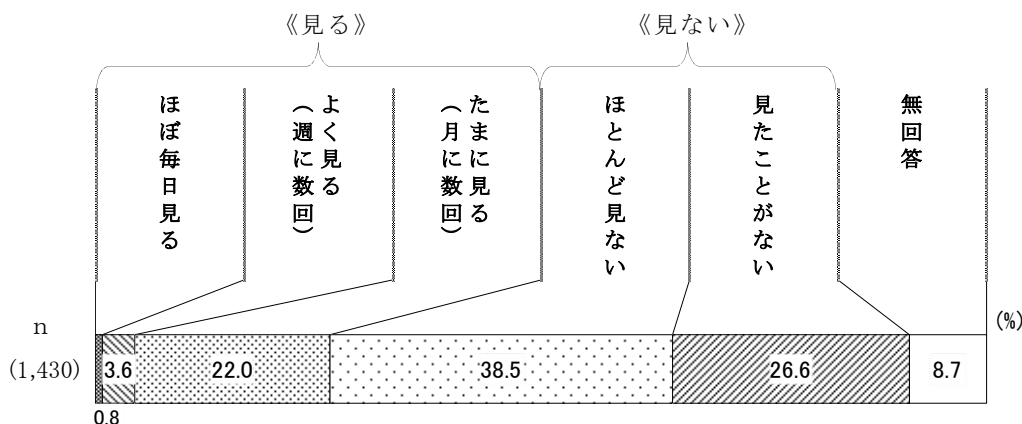 《見る》
《見ない》
ほぼ毎日見る
よく見る
（週に数回）
たまに見る
（月に数回）
ほとんど見ない
見たことがない
無回答
n
(%)
(1,430)
3.6
22.0
38.5
26.6
8.7
0.8